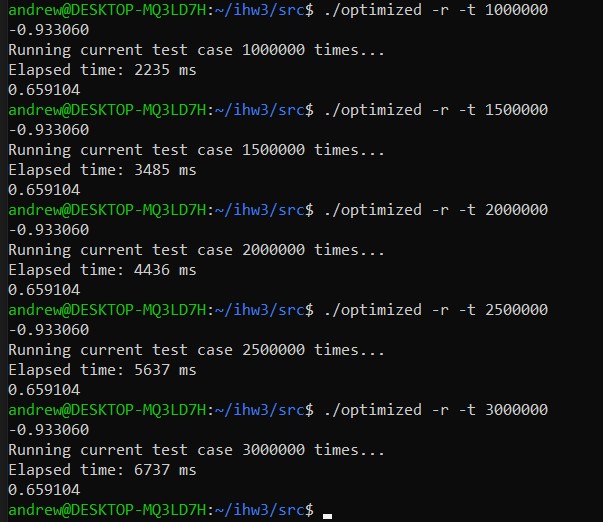 andrew@DESKTOP-MQ3LD7H:~/ihw3/src$ ./optimized -r -t 1000000
-0.933060
Running current test case 1000000 times...
Elapsed time: 2235 ms
0.659104
andrew@DESKTOP-MQ3LD7H:~/ihw3/src$ ./optimized -r -t 1500000
-0.933060
Running current test case 1500000 times...
Elapsed time: 3485 ms
0.659104
andrew@DESKTOP-MQ3LD7H:~/ihw3/src$ ./optimized -r -t 2000000
-0.933060
Running current test case 2000000 times...
Elapsed time: 4436 ms
0.659104
andrew@DESKTOP-MQ3LD7H:~/ihw3/src$ ./optimized -r -t 2500000
-0.933060
Running current test case 2500000 times...
Elapsed time: 5637 ms
0.659104
andrew@DESKTOP-MQ3LD7H:~/ihw3/src$ ./optimized -r -t 3000000
-0.933060
Running current test case 3000000 times...
Elapsed time: 6737 ms
0.659104
andrew@DESKTOP-MQ3LD7H:~/ihw3/src$